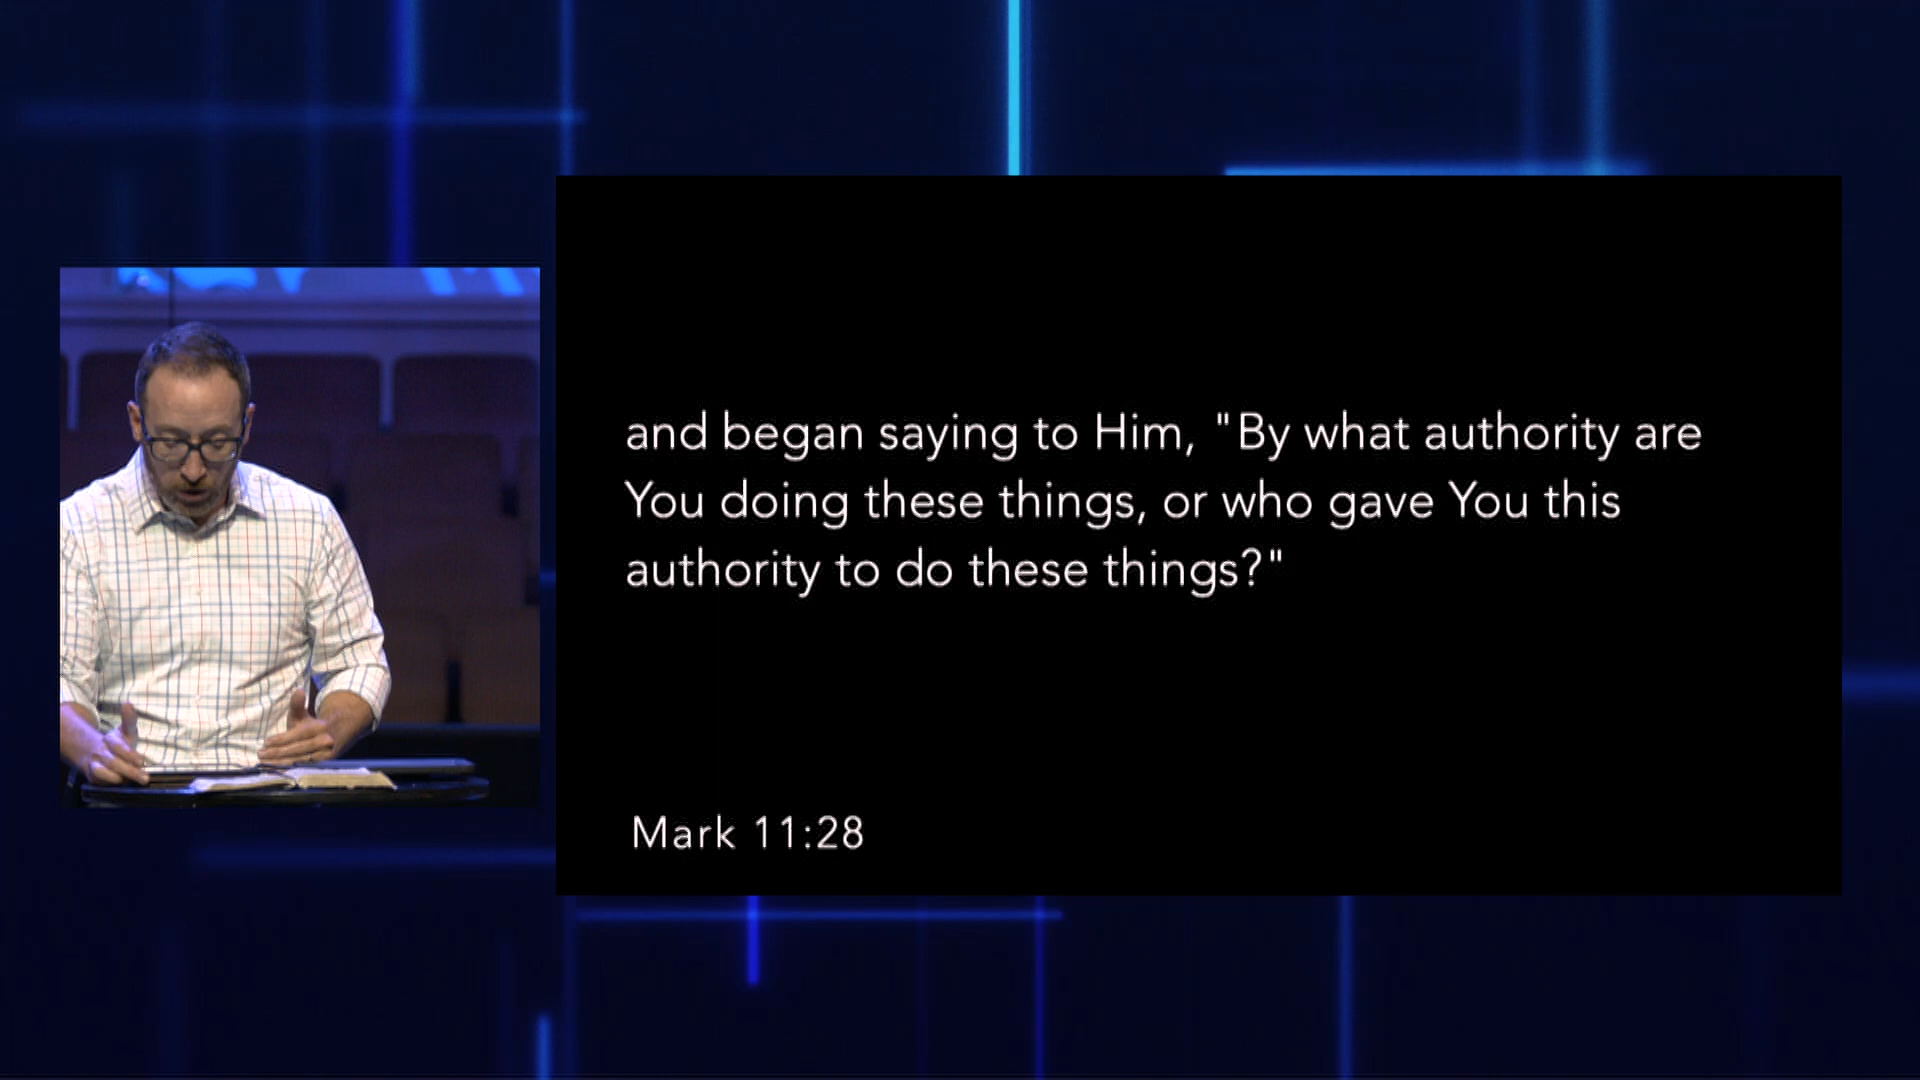 and began saying to Him, "By what authority are
You doing these things, or who gave You this
authority to do these things?"
Mark 11:28